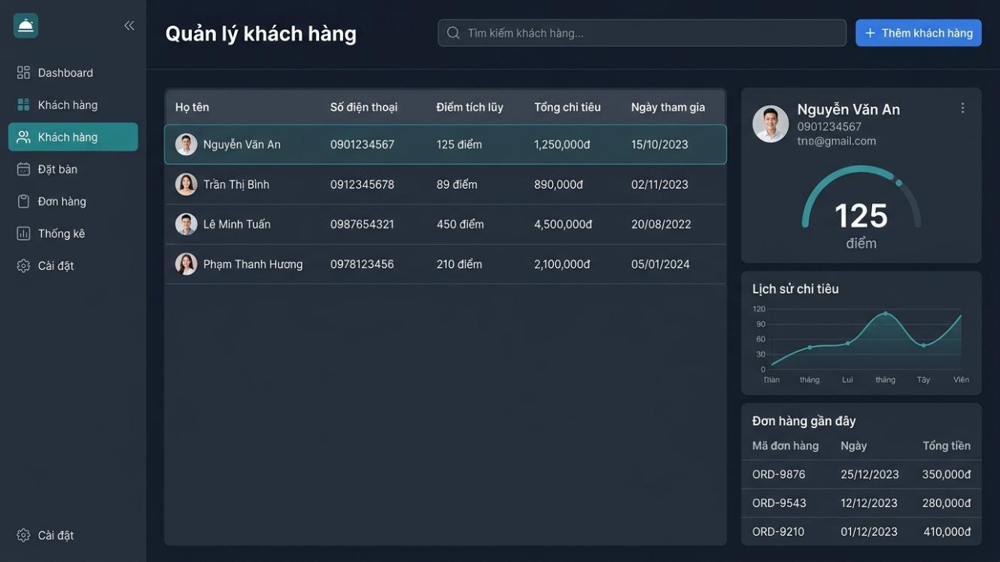 Dashboard
Khách hàng
Khách hàng
Đặt bàn
Đơn hàng
Thống kê
Cài đặt
Cài đặt
Quản lý khách hàng
Tìm kiếm khách hàng...
+ Thêm khách hàng
Họ tên Số điện thoại Điểm tích lũy Tổng chi tiêu Ngày tham gia
Nguyễn Văn An 0901234567 125 điểm 1,250,000đ 15/10/2023
Trần Thị Bình 0912345678 89 điểm 890,000đ 02/11/2023
Lê Minh Tuấn 0987654321 450 điểm 4,500,000đ 20/08/2022
Phạm Thanh Hương 0978123456 210 điểm 2,100,000đ 05/01/2024
Nguyễn Văn An
0901234567
125
điểm
Lịch sử chi tiêu
120
90
60
30
0
tháng Lui tháng Tây Viên
Đơn hàng gần đây
Mã đơn hàng Ngày Tổng tiền
ORD-9876 25/12/2023 350,000đ
ORD-9543 12/12/2023 280,000đ
ORD-9210 01/12/2023 410,000đ